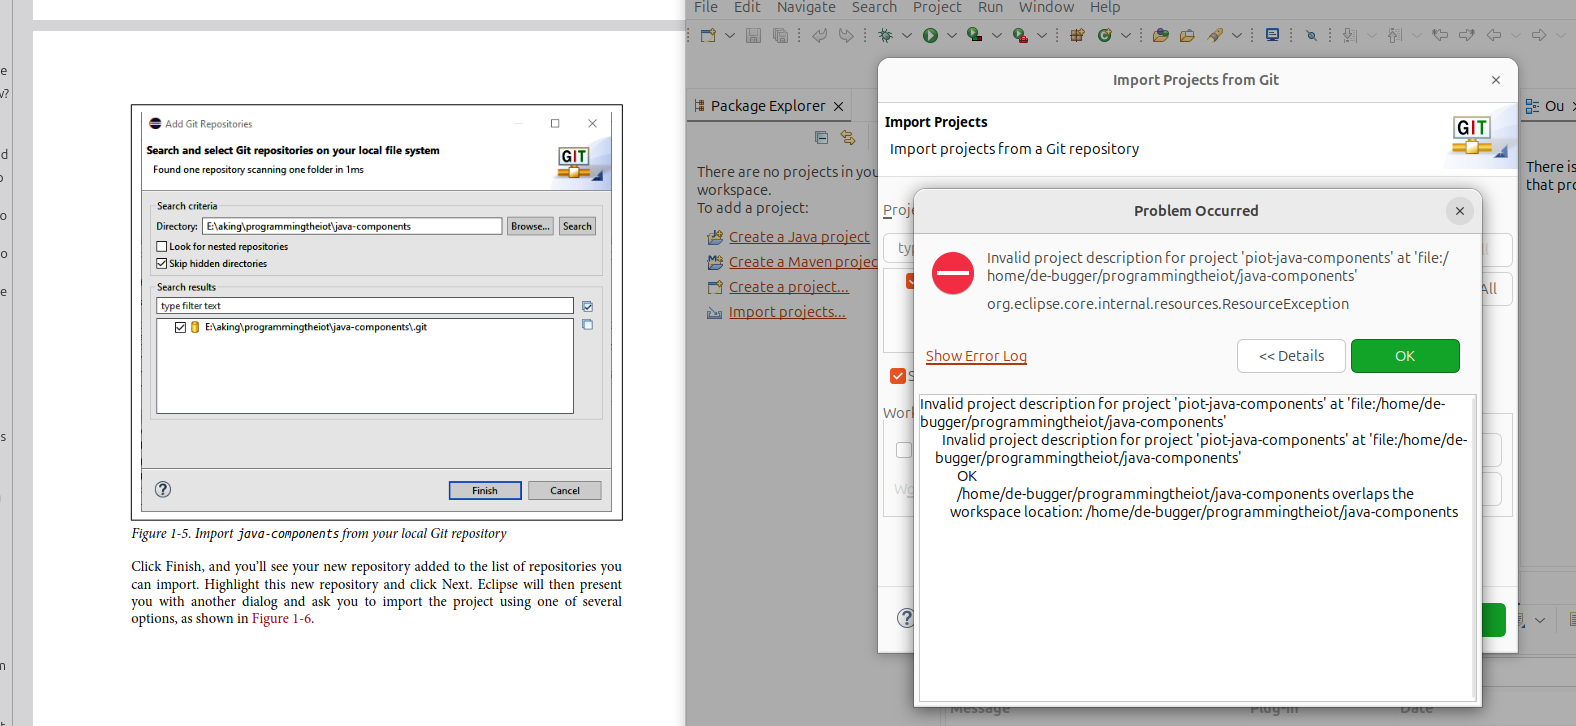 File Edit Navigate Search Project Run Window Help
Add Git Repositories
Search and select Git repositories on your local file system
Found one repository scanning one folder in 1ms
GIT
Search criteria
Directory: E:\aking\programmingtheiot\java-components Browse... Search
Look for nested repositories
Skip hidden directories
Search results
type filter text
E:\aking\programmingtheiot\java-components\.git
? Finish Cancel
Figure 1-5. Import java-components from your local Git repository
Click Finish, and you'll see your new repository added to the list of repositories you
can import. Highlight this new repository and click Next. Eclipse will then present
you with another dialog and ask you to import the project using one of several
options, as shown in Figure 1-6.
Package Explorer
There are no projects in you
workspace.
To add a project:
Create a Java project
Create a Maven projec
Create a project...
Import projects...
Import Projects from Git
Import Projects
Import projects from a Git repository
GIT
Proje
typ
All
S
Work
Wo
?
Ou
There is
that pro
Problem Occurred
Invalid project description for project 'piot-java-components' at 'file:/
home/de-bugger/programmingtheiot/java-components'
org.eclipse.core.internal.resources.ResourceException
Show Error Log << Details OK
Invalid project description for project 'piot-java-components' at 'file:/home/de-
bugger/programmingtheiot/java-components'
Invalid project description for project 'piot-java-components' at 'file:/home/de-
bugger/programmingtheiot/java-components'
OK
/home/de-bugger/programmingtheiot/java-components overlaps the
workspace location: /home/de-bugger/programmingtheiot/java-components
Message Plug-in Date